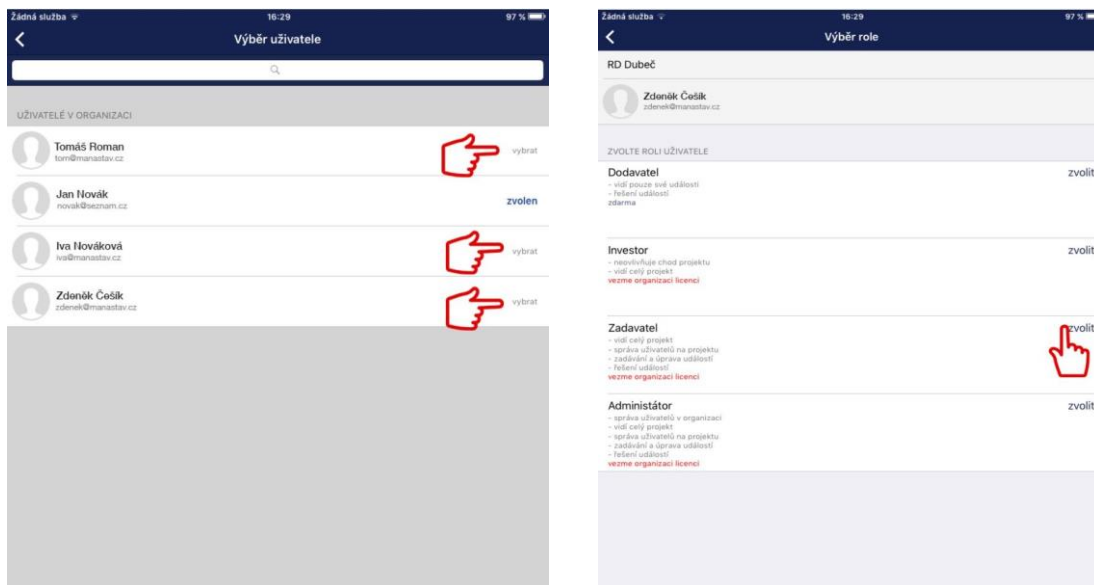 Žádná služba 16:29 97 %
Výběr uživatele
UŽIVATELÉ V ORGANIZACI
Tomáš Roman
tom@manastav.cz
vybrat
Jan Novák
novak@seznam.cz
zvolen
Iva Nováková
iva@manastav.cz
vybrat
Zdeněk Češík
zdenek@manastav.cz
vybrat
Žádná služba 16:29 97 %
Výběr role
RD Dubeč
Zdeněk Češík
zdenek@manastav.cz
ZVOLTE ROLI UŽIVATELE
Dodavatel zvolit
- vidí pouze své události
- řešení událostí
zdarma
Investor zvolit
- neovlivňuje chod projektu
- vidí celý projekt
vezme organizaci licenci
Zadavatel zvolit
- vidí celý projekt
- správa uživatelů na projektu
- zadávání a úprava událostí
- řešení událostí
vezme organizaci licenci
Administátor zvolit
- správa uživatelů v organizaci
- vidí celý projekt
- správa uživatelů na projektu
- zadávání a úprava událostí
- řešení událostí
vezme organizaci licenci